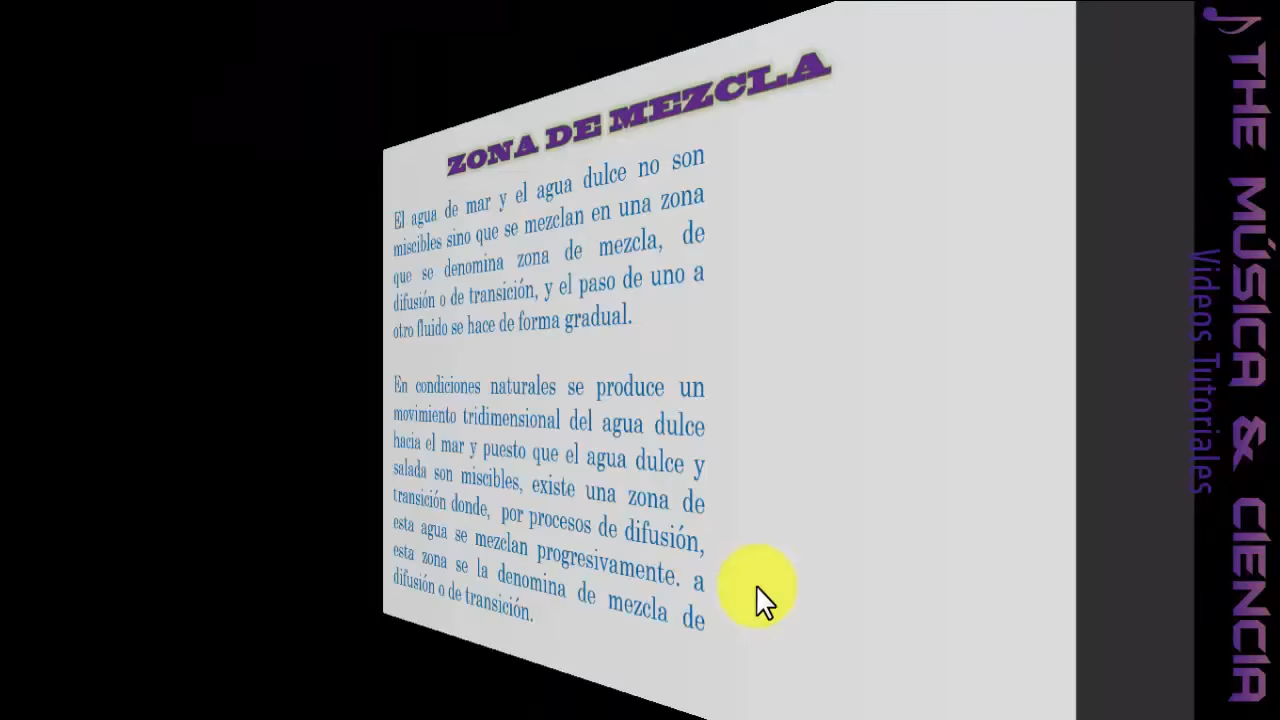 ZONA DE MEZCLA
El agua de mar y el agua dulce no son
miscibles sino que se mezclan en una zona
que se denomina zona de mezcla, de
difusión o de transición, y el paso de uno a
otro fluido se hace de forma gradual.
En condiciones naturales se produce un
movimiento tridimensional del agua dulce
hacia el mar y puesto que el agua dulce y
salada son miscibles, existe una zona de
transición donde, por procesos de difusión,
esta agua se mezclan progresivamente. a
esta zona se la denomina de mezcla de
difusión o de transición.
THE MÚSICA & CIENCIA
Videos Tutoriales